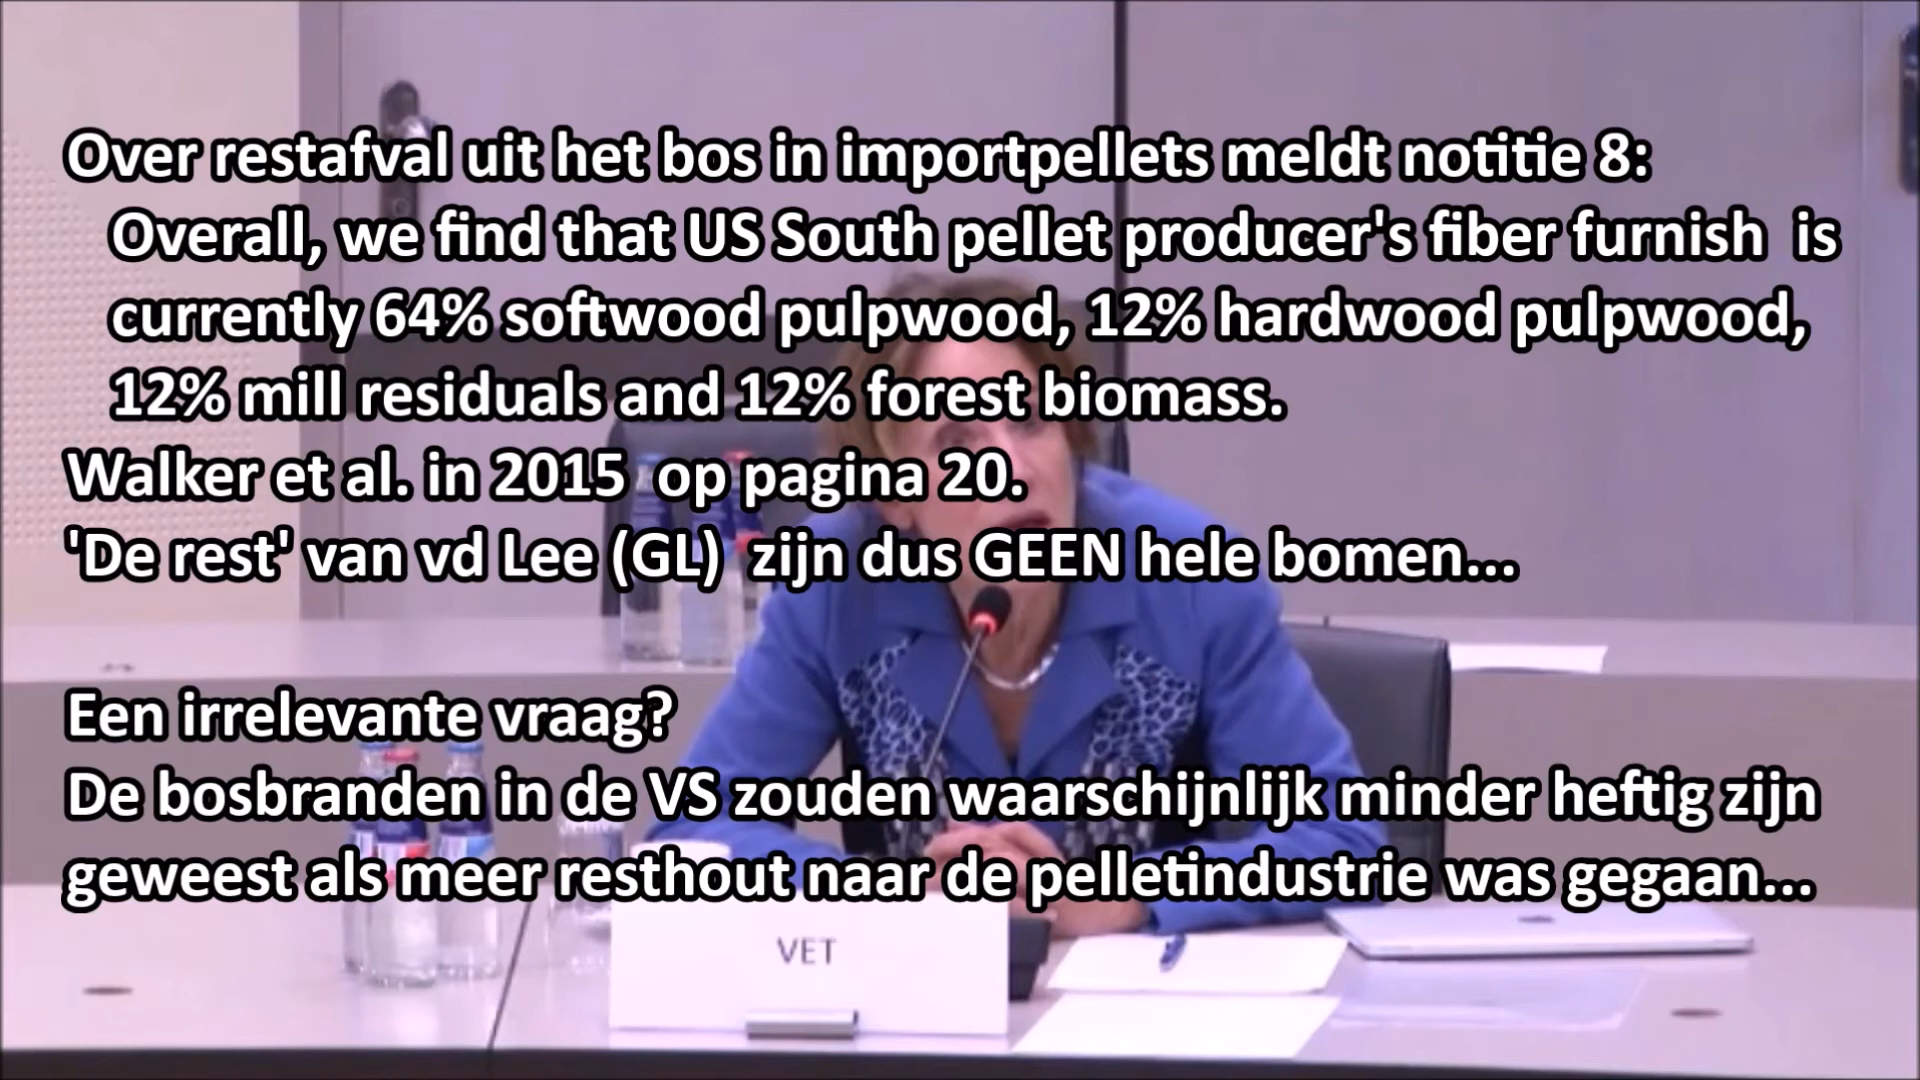 Over restafval uit het bos in importpellets meldt notitie 8:
Overall, we find that US South pellet producer's fiber furnish is
currently 64% softwood pulpwood, 12% hardwood pulpwood,
12% mill residuals and 12% forest biomass.
Walker et al. in 2015 op pagina 20.
'De rest' van vd Lee (GL) zijn dus GEEN hele bomen...
Een irrelevante vraag?
De bosbranden in de VS zouden waarschijnlijk minder heftig zijn
geweest als meer resthout naar de pelletindustrie was gegaan...
VET